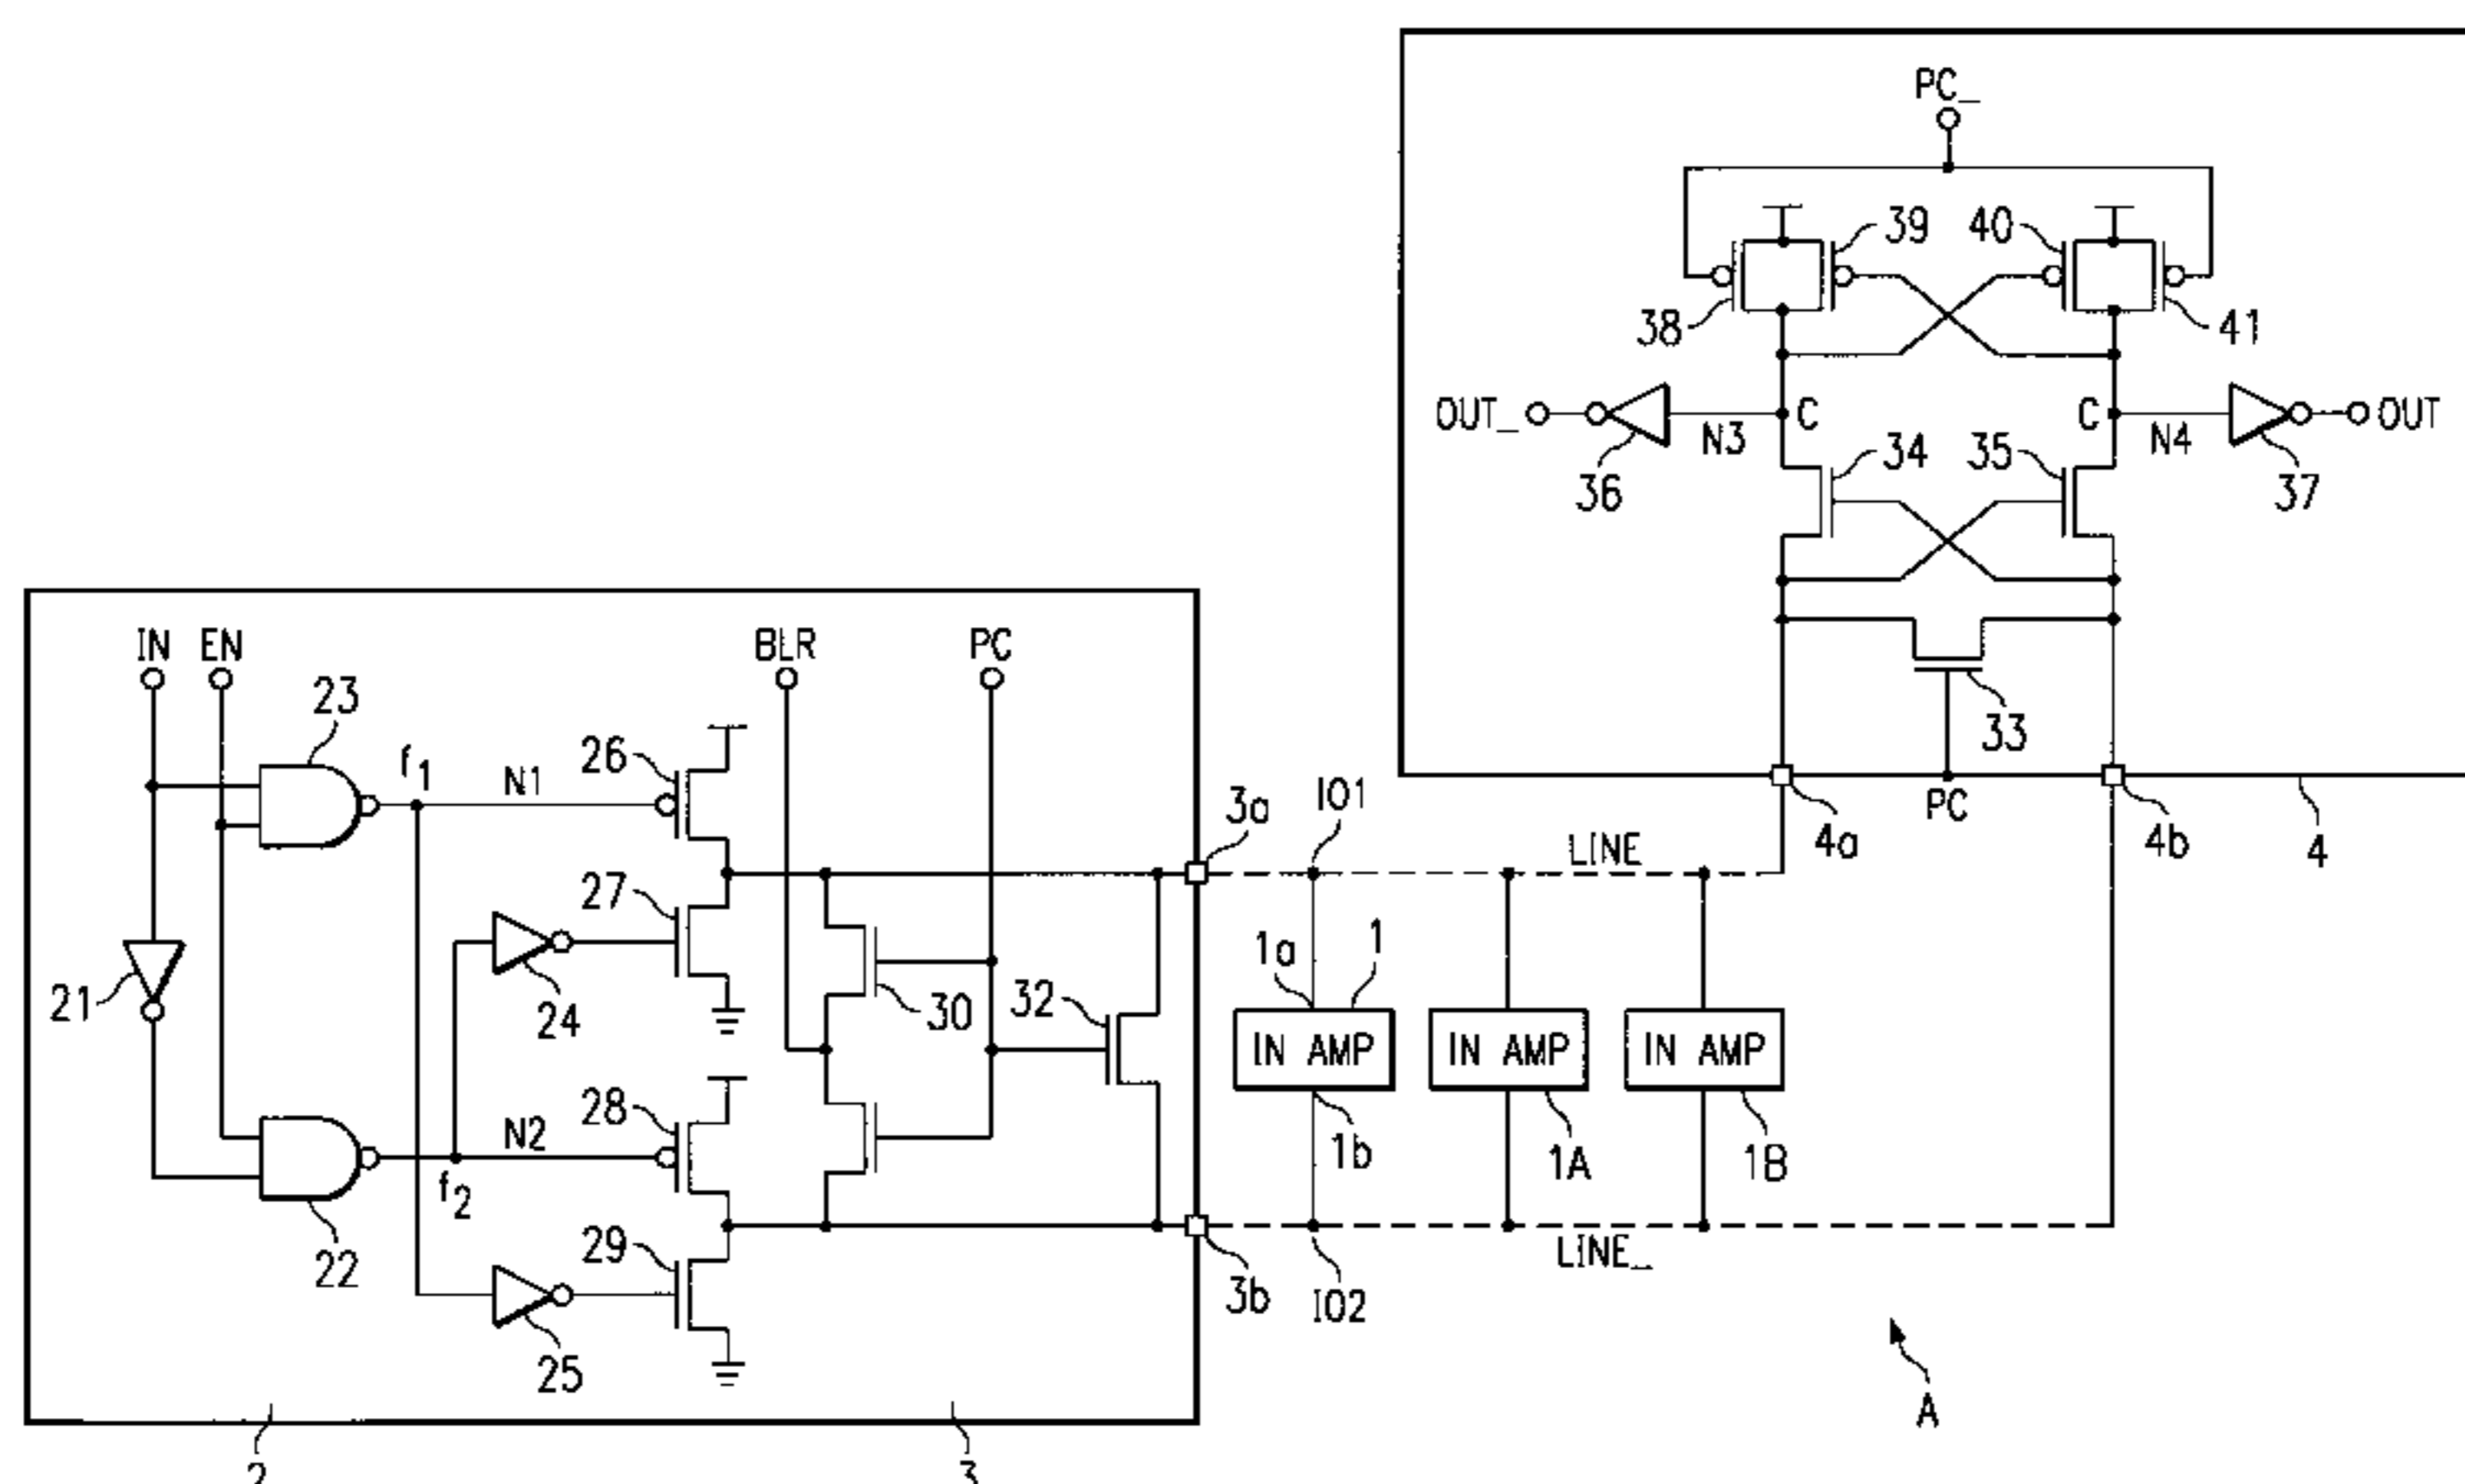 PC_
39
40
38
41
OUT_
C
C
OUT
N3
N4
34
35
36
37
IN
EN
BLR
PC
23
33
f1
N1
26
IO1
3a
4a
PC
4b
4
LINE
27
1a
1
21
24
30
32
IN AMP
IN AMP
IN AMP
28
N2
1b
1A
1B
f2
29
22
LINE_
3b
IO2
25
A
2
3